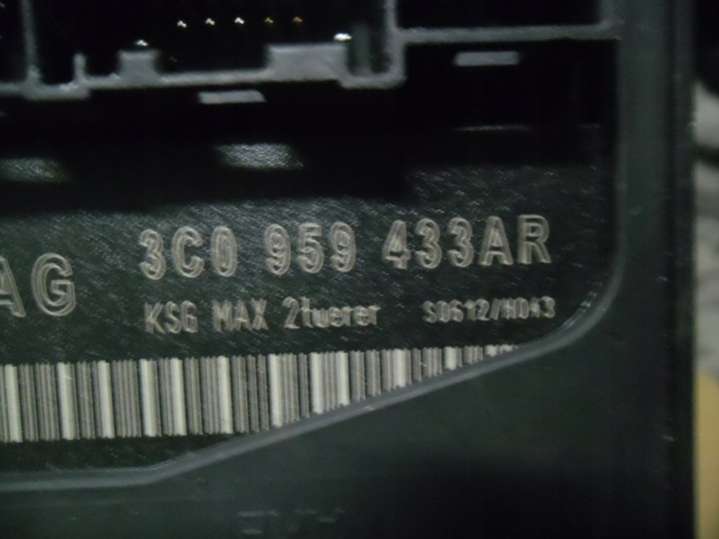 AG 3C0 959 433AR
KSG MAX 2tuerer S0612/H043